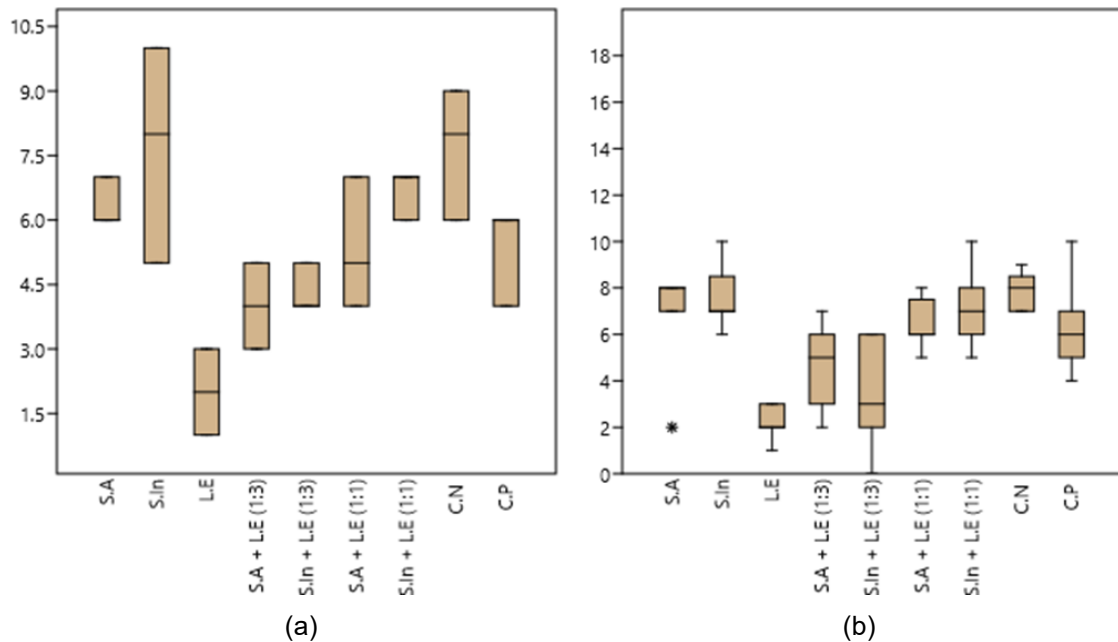 10.5
9.0
7.5
6.0
4.5
3.0
1.5
S.A
S.In
L.E
S.A + L.E (1:3)
S.In + L.E (1:3)
S.A + L.E (1:1)
S.In + L.E (1:1)
C.N
C.P
(a)
18
16
14
12
10
8
6
4
2
0
S.A
S.In
L.E
S.A + L.E (1:3)
S.In + L.E (1:3)
S.A + L.E (1:1)
S.In + L.E (1:1)
C.N
C.P
(b)